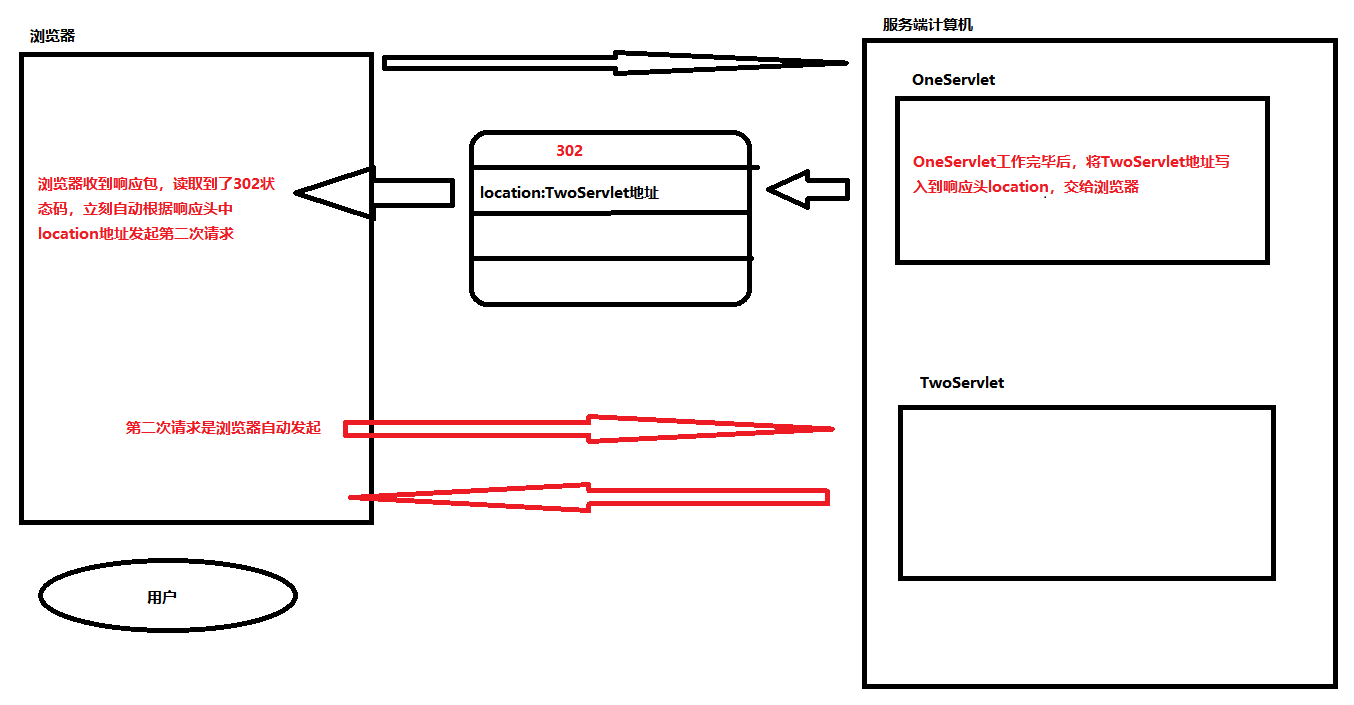 浏览器
服务端计算机
OneServlet
302
OneServlet工作完毕后，将TwoServlet地址写
入到响应头location，交给浏览器
浏览器收到响应包，读取到了302状
态码，立刻自动根据响应头中
location地址发起第二次请求
location:TwoServlet地址
TwoServlet
第二次请求是浏览器自动发起
用户